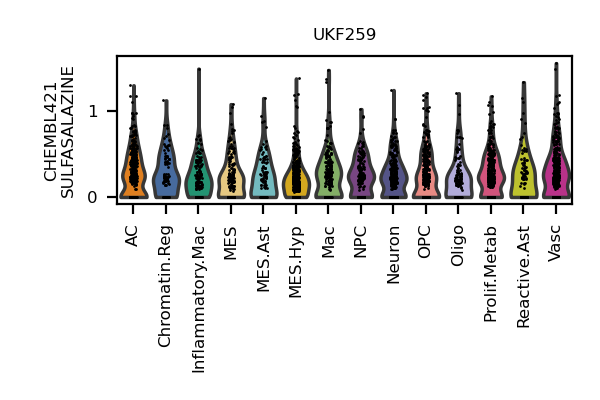 UKF259
CHEMBL421
SULFASALAZINE
1
0
AC
Chromatin.Reg
Inflammatory.Mac
MES
MES.Ast
MES.Hyp
Mac
NPC
Neuron
OPC
Oligo
Prolif.Metab
Reactive.Ast
Vasc